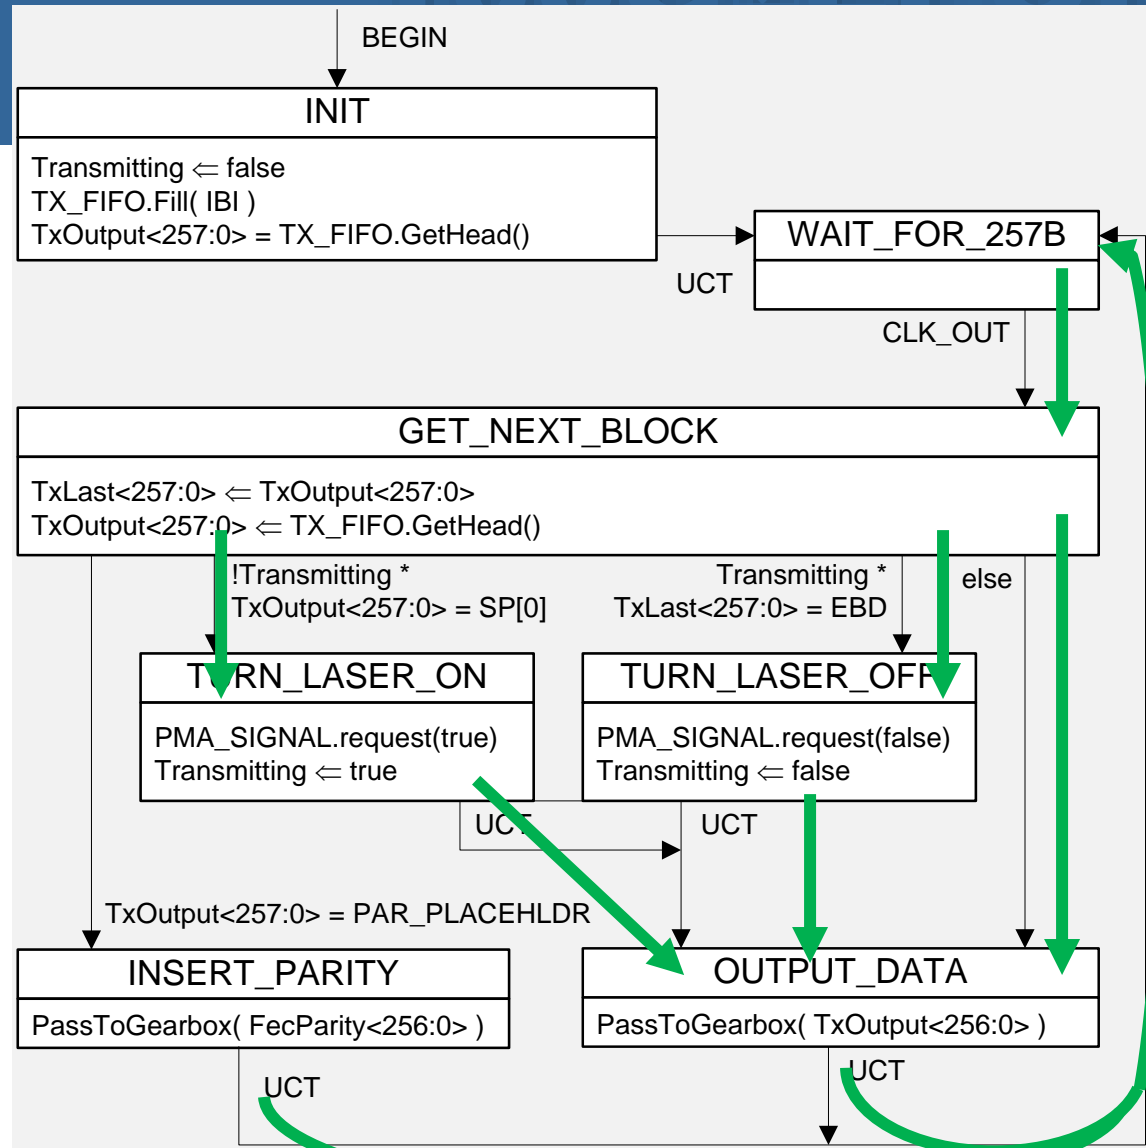 BEGIN
INIT
Transmitting ⇐ false
TX_FIFO.Fill( IBI )
TxOutput<257:0> = TX_FIFO.GetHead()
WAIT_FOR_257B
UCT
CLK_OUT
GET_NEXT_BLOCK
TxLast<257:0> ⇐ TxOutput<257:0>
TxOutput<257:0> ⇐ TX_FIFO.GetHead()
!Transmitting *
TxOutput<257:0> = SP[0]
Transmitting *
TxLast<257:0> = EBD
else
TURN_LASER_ON
PMA_SIGNAL.request(true)
Transmitting ⇐ true
TURN_LASER_OFF
PMA_SIGNAL.request(false)
Transmitting ⇐ false
UCT
UCT
TxOutput<257:0> = PAR_PLACEHLDR
INSERT_PARITY
PassToGearbox( FecParity<256:0> )
OUTPUT_DATA
PassToGearbox( TxOutput<256:0> )
UCT
UCT